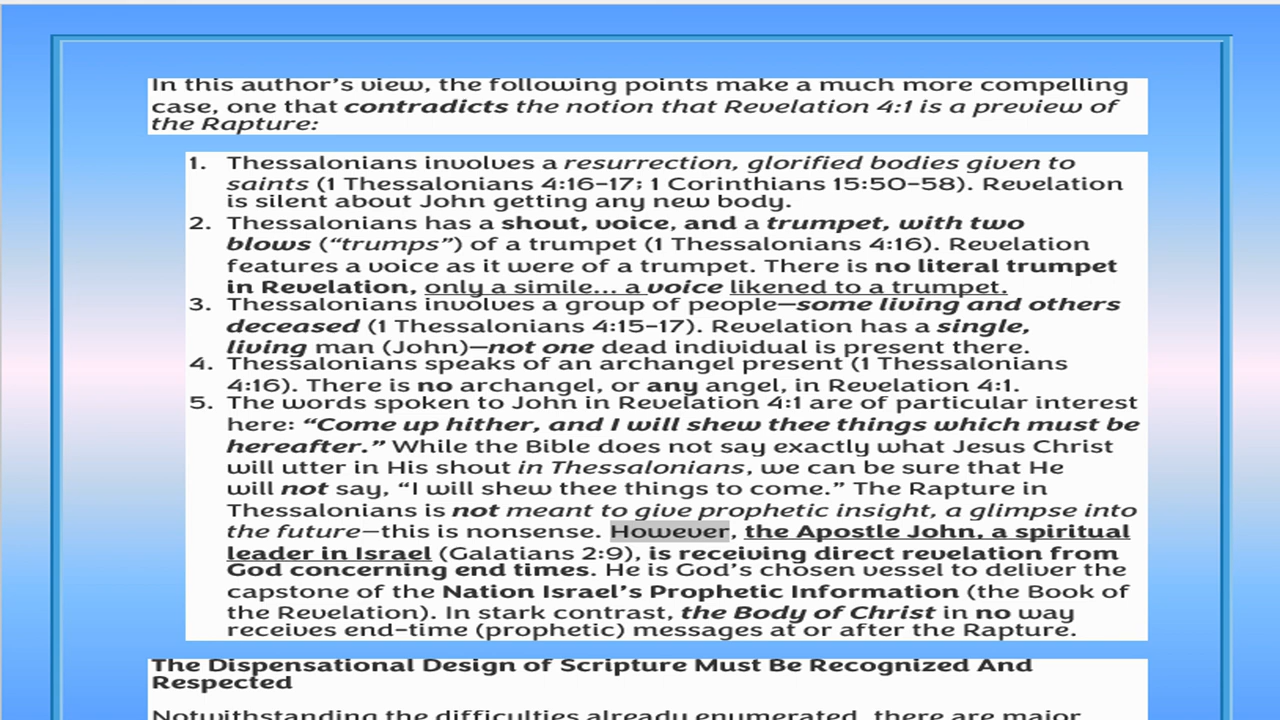 In this author's view, the following points make a much more compelling
case, one that contradicts the notion that Revelation 4:1 is a preview of
the Rapture:
1. Thessalonians involves a resurrection, glorified bodies given to
saints (1 Thessalonians 4:16–17; 1 Corinthians 15:50–58). Revelation
is silent about John getting any new body.
2. Thessalonians has a shout, voice, and a trumpet, with two
blows (“trumps”) of a trumpet (1 Thessalonians 4:16). Revelation
features a voice as it were of a trumpet. There is no literal trumpet
in Revelation, only a simile... a voice likened to a trumpet.
3. Thessalonians involves a group of people—some living and others
deceased (1 Thessalonians 4:15–17). Revelation has a single,
living man (John)—not one dead individual is present there.
4. Thessalonians speaks of an archangel present (1 Thessalonians
4:16). There is no archangel, or any angel, in Revelation 4:1.
5. The words spoken to John in Revelation 4:1 are of particular interest
here: “Come up hither, and I will shew thee things which must be
hereafter.” While the Bible does not say exactly what Jesus Christ
will utter in His shout in Thessalonians, we can be sure that He
will not say, “I will shew thee things to come.” The Rapture in
Thessalonians is not meant to give prophetic insight, a glimpse into
the future—this is nonsense. However, the Apostle John, a spiritual
leader in Israel (Galatians 2:9), is receiving direct revelation from
God concerning end times. He is God's chosen vessel to deliver the
capstone of the Nation Israel's Prophetic Information (the Book of
the Revelation). In stark contrast, the Body of Christ in no way
receives end-time (prophetic) messages at or after the Rapture.
The Dispensational Design of Scripture Must Be Recognized And
Respected
Notwithstanding the difficulties already enumerated, there are major